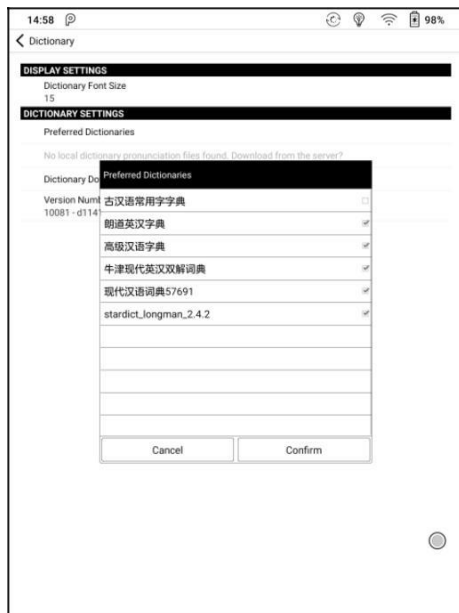 14:58
98%
Dictionary
DISPLAY SETTINGS
Dictionary Font Size
15
DICTIONARY SETTINGS
Preferred Dictionaries
No local dictionary pronunciation files found. Download from the server?
Dictionary Do
Version Numb
10081 - d1141
Preferred Dictionaries
古汉语常用字字典
朗道英汉字典
高级汉语字典
牛津现代英汉双解词典
现代汉语词典57691
stardict_longman_2.4.2
Cancel
Confirm